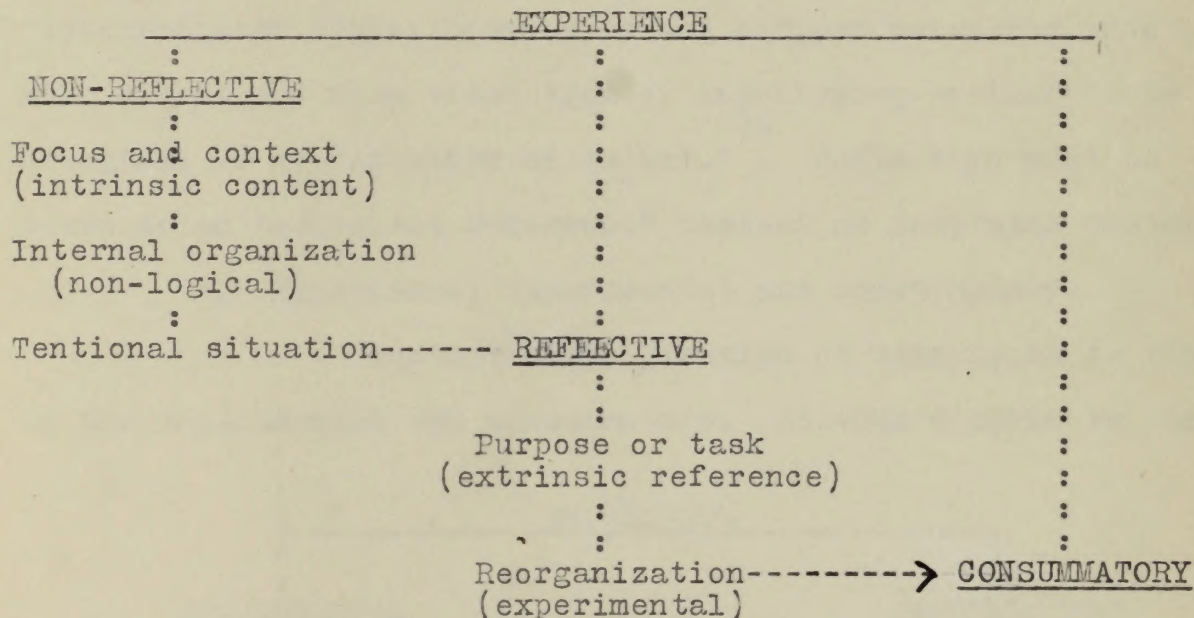 EXPERIENCE
NON-REFLECTIVE
Focus and context
(intrinsic content)
Internal organization
(non-logical)
Tentional situation------ REFLECTIVE
Purpose or task
(extrinsic reference)
Reorganization----------> CONSUMMATORY
(experimental)